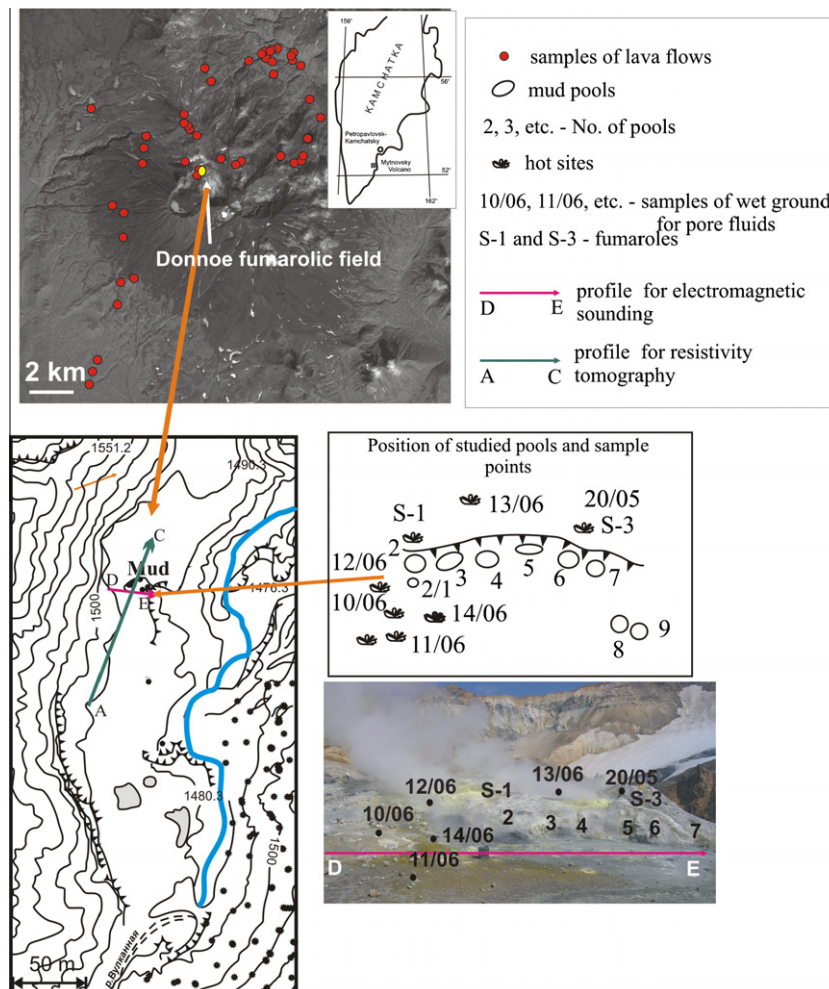 156'
56'
KAMCHATKA
Petropavlovsk-
Kamchatsky
Mytnovsky
Volcano
52'
162'
Donnoe fumarolic field
2 km
samples of lava flows
mud pools
2, 3, etc. - No. of pools
hot sites
10/06, 11/06, etc. - samples of wet ground
for pore fluids
S-1 and S-3 - fumaroles
profile for electromagnetic
D E sounding
profile for resistivity
A C tomography
1551.2
1490.3
C
Mud
D
E
1476.3
1500
A
1480.3
1500
р.Вулканная
50 m
Position of studied pools and sample
points
13/06
20/05
S-1
S-3
2
12/06
2/1
3
4
5
6
7
10/06
14/06
11/06
8
9
13/06
20/05
S-1
S-3
12/06
10/06
2
3
4
5
6
7
14/06
11/06
D
E